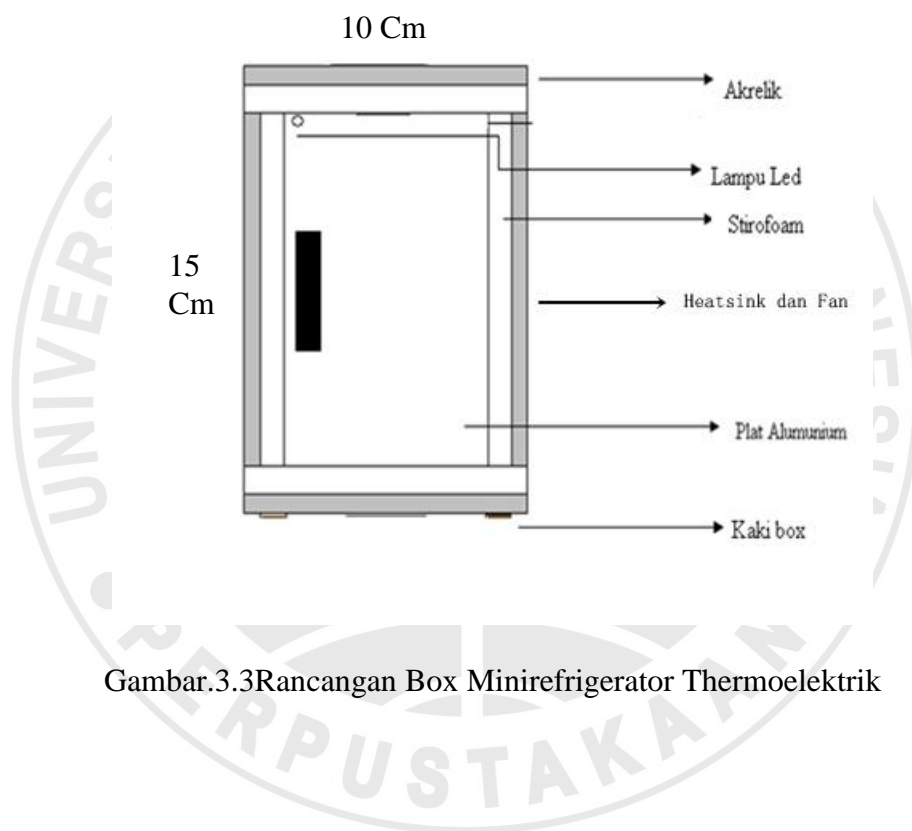 10 Cm
Akrelik
Lampu Led
Stirofoam
15
Cm
Heatsink dan Fan
Plat Alumunium
Kaki box
Gambar.3.3Rancangan Box Minirefrigerator Thermoelektrik
PERPUSTAKAAN